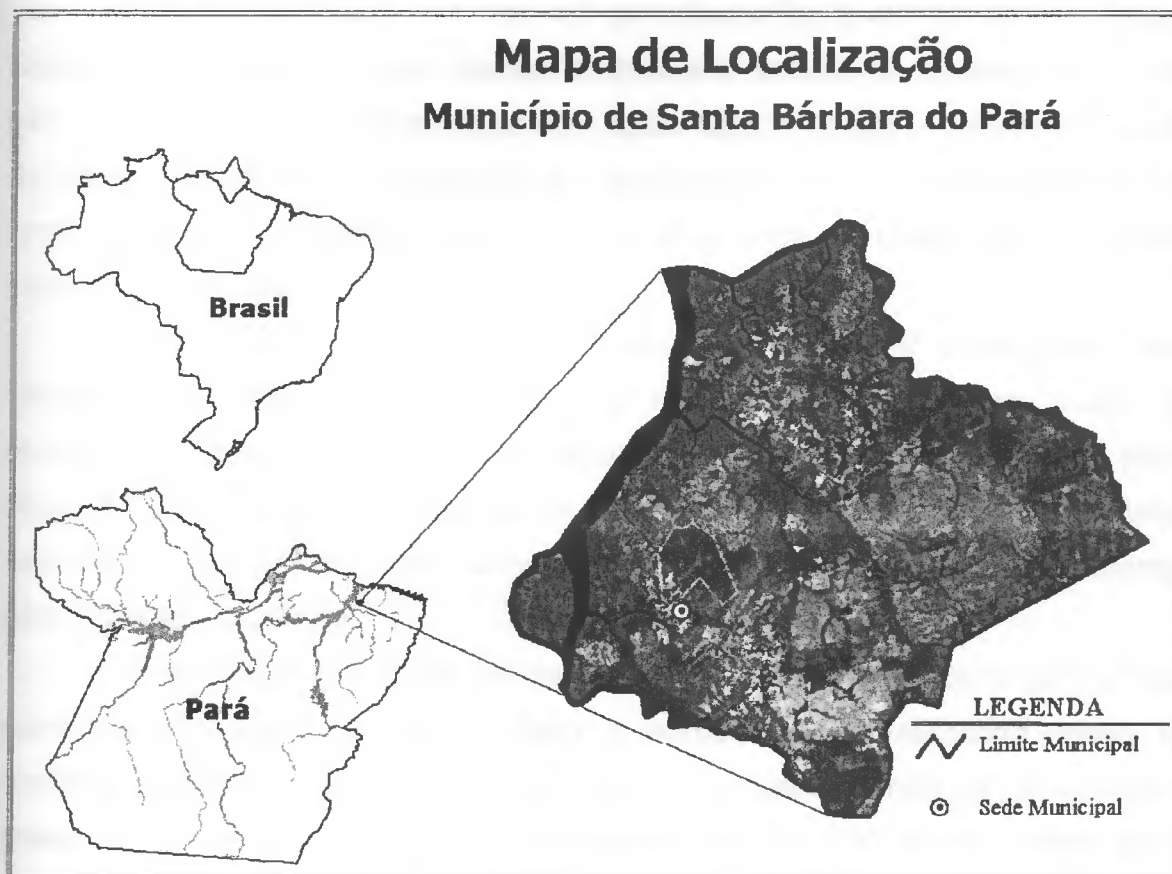 Mapa de Localização
Município de Santa Bárbara do Pará
Brasil
Pará
LEGENDA
Limite Municipal
Sede Municipal